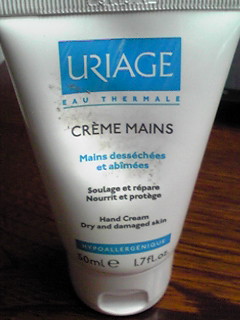 URIAGE
EAU THERMALE
CRÈME MAINS
Mains desséchées
et abîmées
Soulage et répare
Nourrit et protège
Hand Cream
Dry and damaged skin
HYPOALLERGÉNIQUE
50ml e 1.7fl.oz